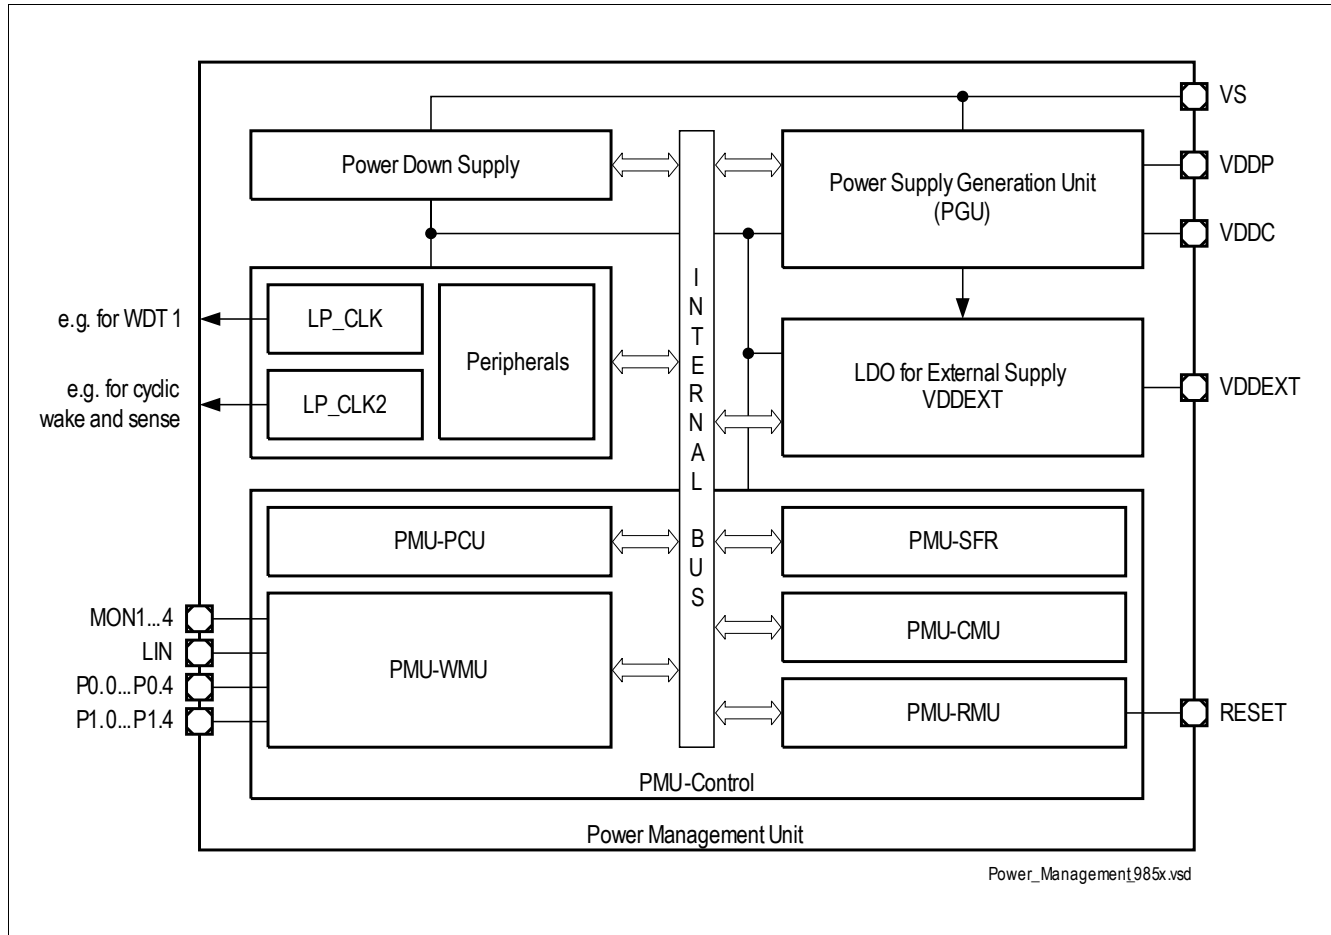 VS
Power Down Supply
Power Supply Generation Unit
(PGU)
VDDP
VDDC
e.g. for WDT 1
LP_CLK
Peripherals
e.g. for cyclic
wake and sense
LP_CLK2
INTERNAL BUS
LDO for External Supply
VDDEXT
VDDEXT
PMU-PCU
PMU-SFR
MON1...4
LIN
P0.0...P0.4
P1.0...P1.4
PMU-WMU
PMU-CMU
PMU-RMU
RESET
PMU-Control
Power Management Unit
Power_Management_985x.vsd